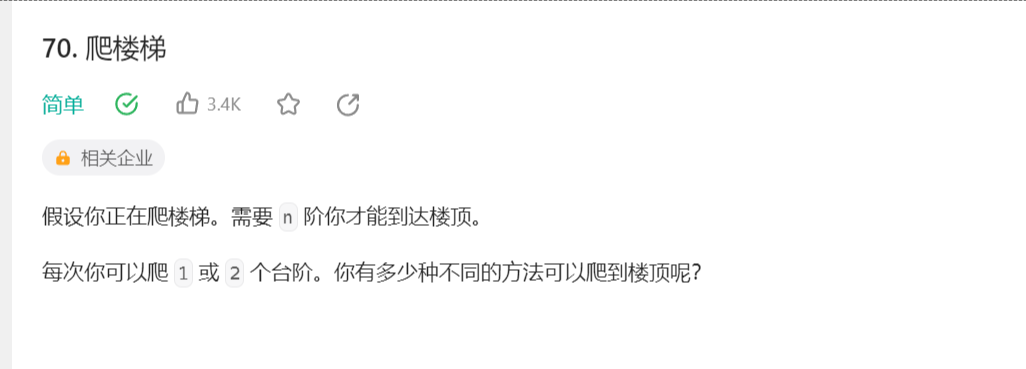 70. 爬楼梯
简单 3.4K
相关企业
假设你正在爬楼梯。需要 n 阶你才能到达楼顶。
每次你可以爬 1 或 2 个台阶。你有多少种不同的方法可以爬到楼顶呢？